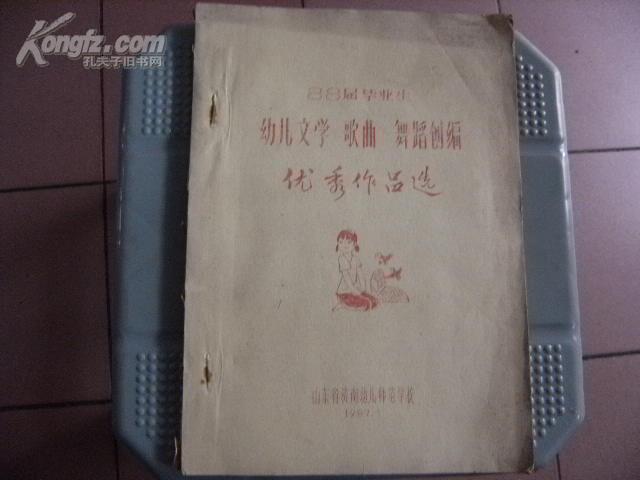 Kongfz.com
孔夫子旧书网
88届毕业生
幼儿文学 歌曲 舞蹈创编
优秀作品选
山东省济南幼儿师范学校
1987.1